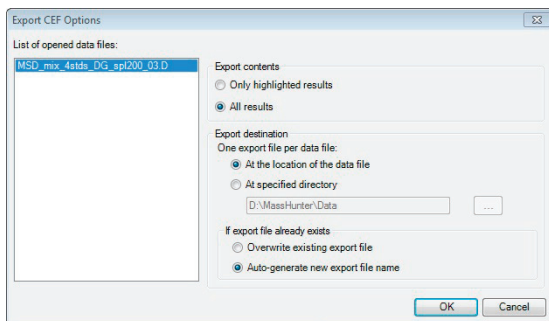 Export CEF Options
List of opened data files:
MSD_mix_4stds_DG_spl200_03.D
Export contents
Only highlighted results
All results
Export destination
One export file per data file:
At the location of the data file
At specified directory
D:\MassHunter\Data
...
If export file already exists
Overwrite existing export file
Auto-generate new export file name
OK
Cancel